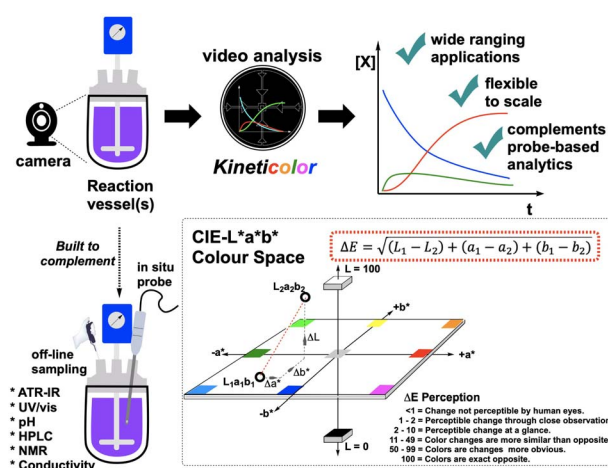 camera
Reaction
vessel(s)
video analysis
Kineticolor
[X]
wide ranging
applications
flexible
to scale
complements
probe-based
analytics
t
Built to
complement
in situ
probe
off-line
sampling
* ATR-IR
* UV/vis
* pH
* HPLC
* NMR
* Conductivity
CIE-L*a*b*
Colour Space
ΔE = √(L₁ − L₂) + (a₁ − a₂) + (b₁ − b₂)
L = 100
L₂a₂b₂
+b*
-a*
ΔL
+a*
L₁a₁b₁
Δa*
Δb*
-b*
L = 0
ΔE Perception
<1 = Change not perceptible by human eyes.
1 - 2 = Perceptible change through close observatio
2 - 10 = Perceptible change at a glance.
11 - 49 = Color changes are more similar than opposite
50 - 99 = Colors are changes more obvious.
100 = Colors are exact opposite.